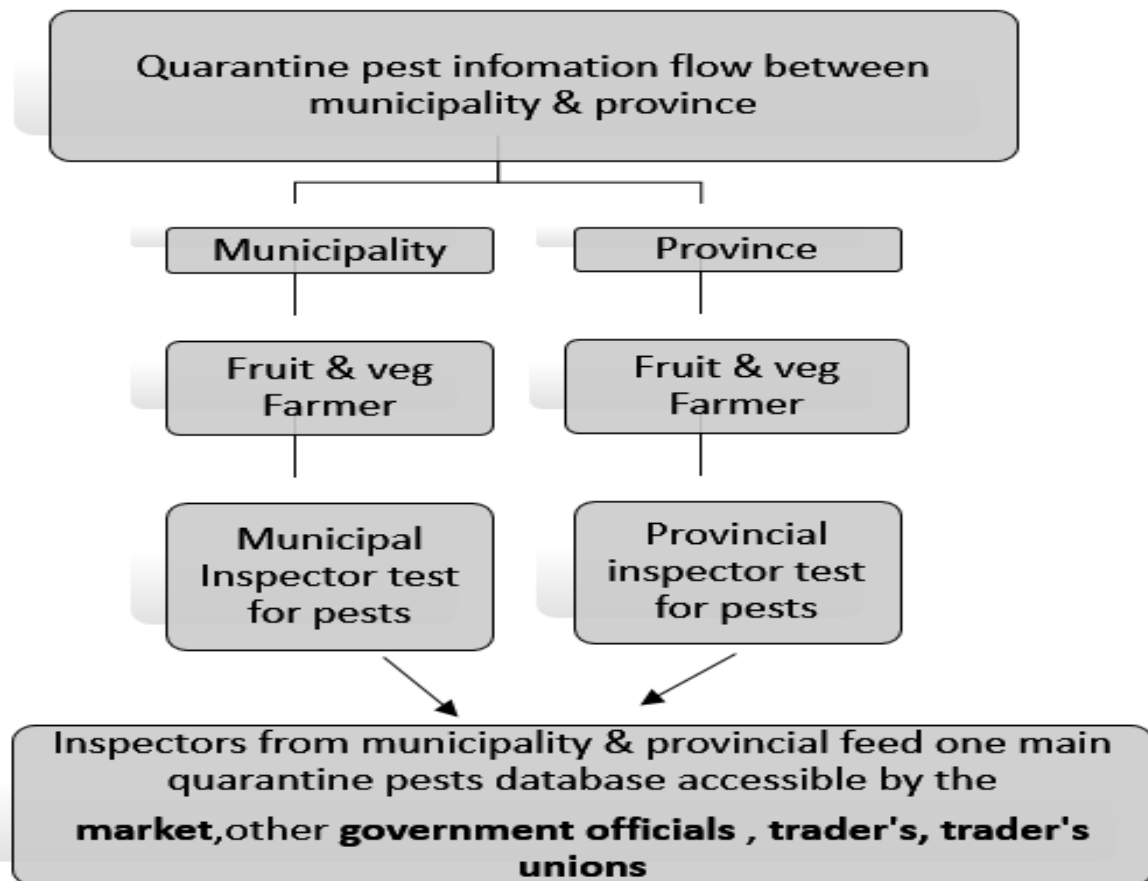 Quarantine pest infomation flow between
municipality & province
Municipality
Province
Fruit & veg
Farmer
Fruit & veg
Farmer
Municipal
Inspector test
for pests
Provincial
inspector test
for pests
Inspectors from municipality & provincial feed one main
quarantine pests database accessible by the
market,other government officials , trader's, trader's
unions